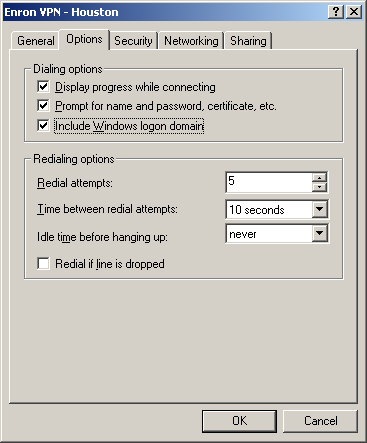 Enron VPN - Houston
General Options Security Networking Sharing
Dialing options
Display progress while connecting
Prompt for name and password, certificate, etc.
Include Windows logon domain
Redialing options
Redial attempts: 5
Time between redial attempts: 10 seconds
Idle time before hanging up: never
Redial if line is dropped
OK Cancel